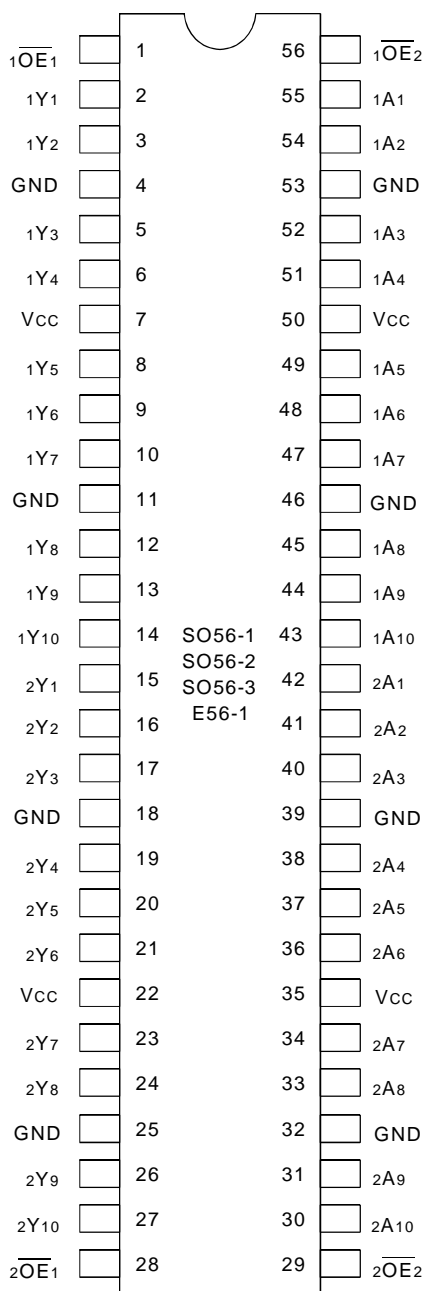 1OE1 1 56 1OE2
1Y1 2 55 1A1
1Y2 3 54 1A2
GND 4 53 GND
1Y3 5 52 1A3
1Y4 6 51 1A4
VCC 7 50 VCC
1Y5 8 49 1A5
1Y6 9 48 1A6
1Y7 10 47 1A7
GND 11 46 GND
1Y8 12 45 1A8
1Y9 13 44 1A9
1Y10 14 SO56-1 43 1A10
2Y1 15 SO56-2 42 2A1
SO56-3
2Y2 16 E56-1 41 2A2
2Y3 17 40 2A3
GND 18 39 GND
2Y4 19 38 2A4
2Y5 20 37 2A5
2Y6 21 36 2A6
VCC 22 35 VCC
2Y7 23 34 2A7
2Y8 24 33 2A8
GND 25 32 GND
2Y9 26 31 2A9
2Y10 27 30 2A10
2OE1 28 29 2OE2